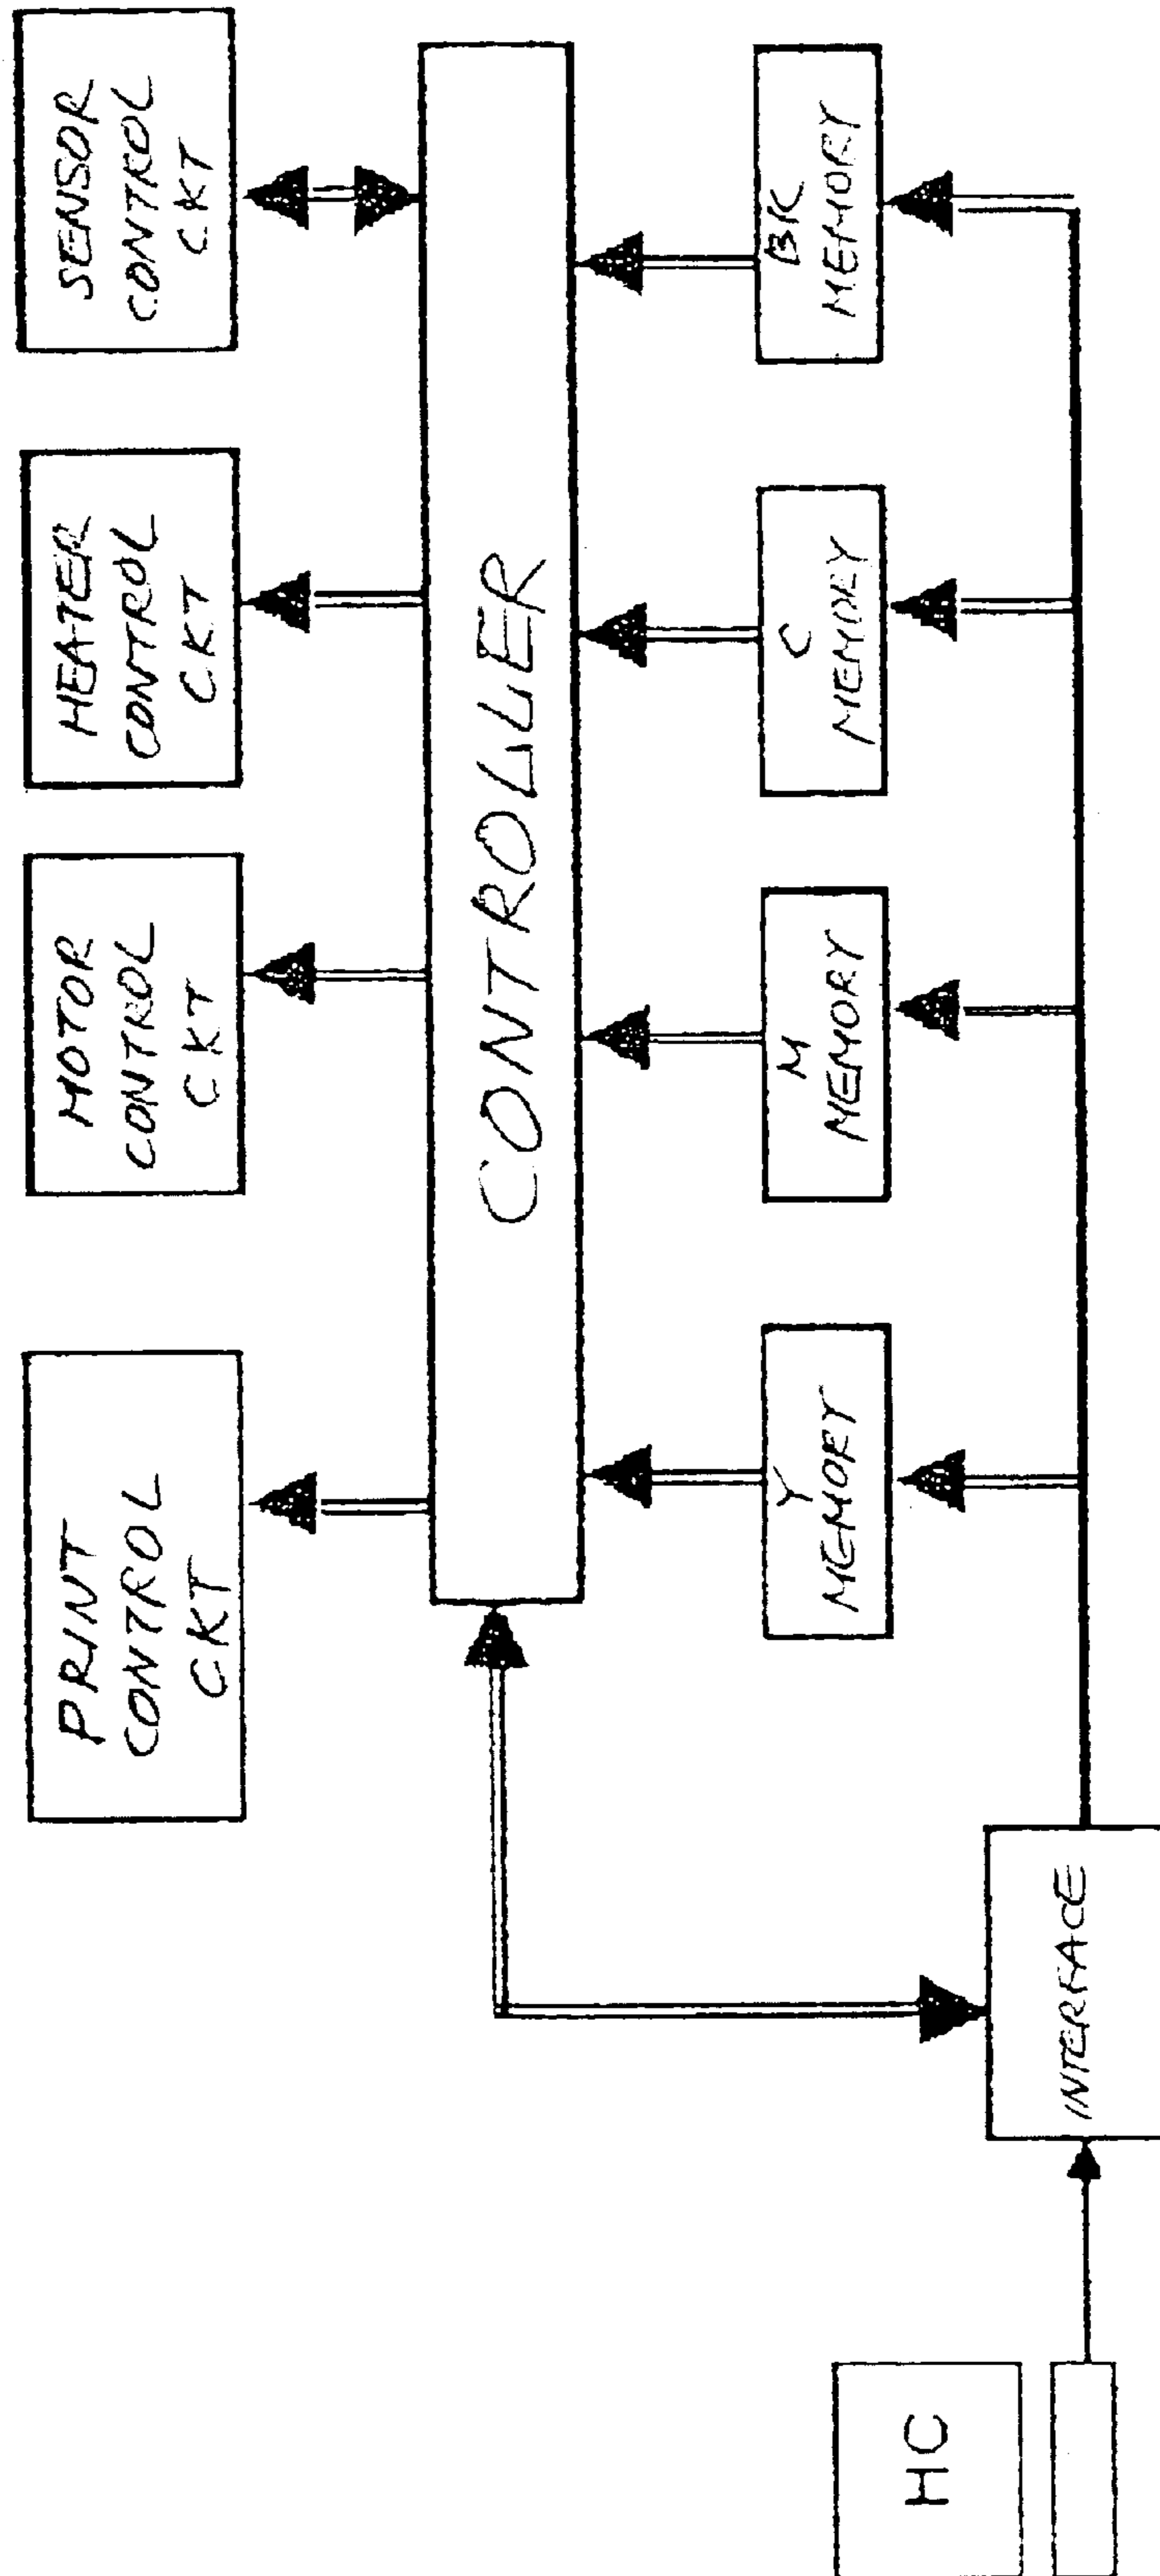 PRINT
CONTROL
CKT
MOTOR
CONTROL
CKT
HEATER
CONTROL
CKT
SENSOR
CONTROL
CKT
CONTROLLER
Y
MEMORY
M
MEMORY
C
MEMORY
BK
MEMORY
HC
INTERFACE